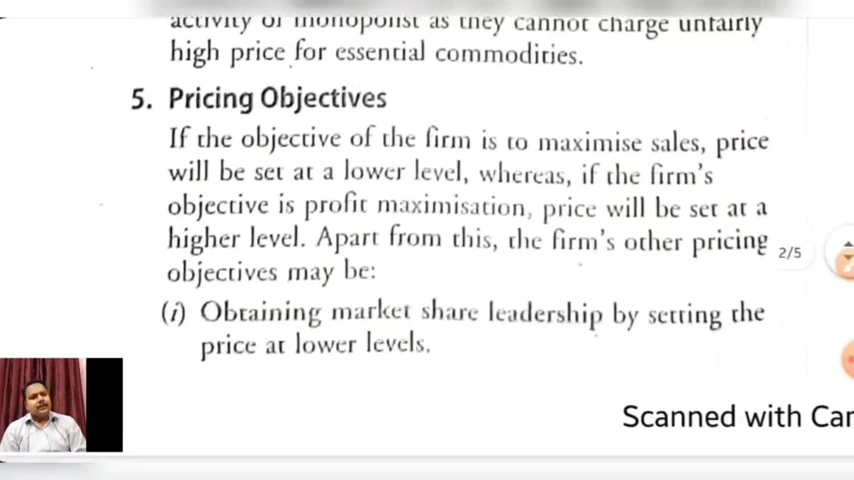 activity of monopolist as they cannot charge unfairly
high price for essential commodities.
5. Pricing Objectives
If the objective of the firm is to maximise sales, price
will be set at a lower level, whereas, if the firm's
objective is profit maximisation, price will be set at a
higher level. Apart from this, the firm's other pricing
objectives may be:
2/5
(i) Obtaining market share leadership by setting the
price at lower levels.
Scanned with Car